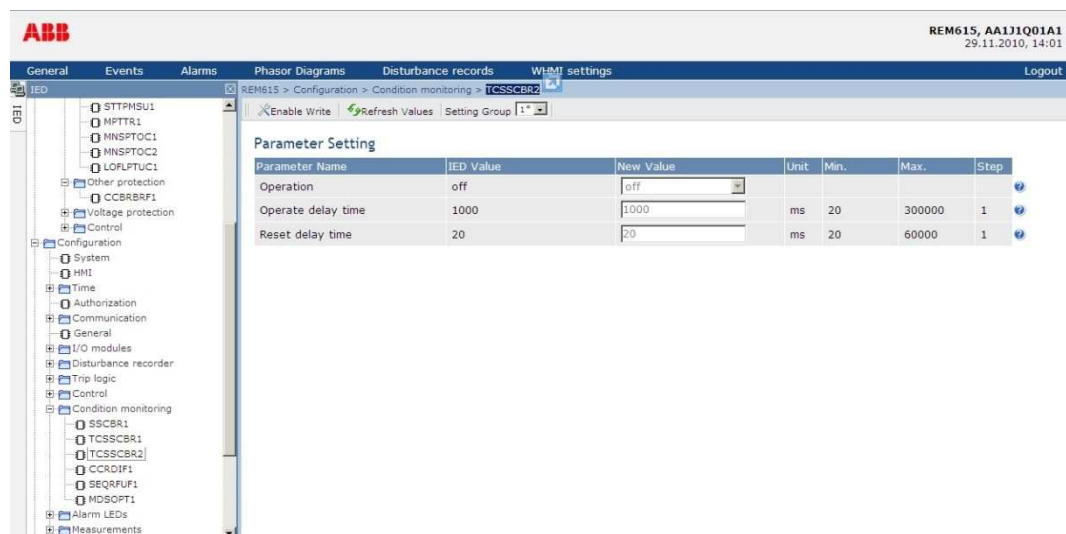 ABB
REM615, AA1J1Q01A1
29.11.2010, 14:01
General Events Alarms Phasor Diagrams Disturbance records WHMI settings Logout
IED
IED
REM615 > Configuration > Condition monitoring > TCSSCBR2
Enable Write Refresh Values Setting Group 1*
STTPMSU1
MPTTR1
MNSPTOC1
MNSPTOC2
LOFLPTUC1
Other protection
CCBRBRF1
Voltage protection
Control
Configuration
System
HMI
Time
Authorization
Communication
General
I/O modules
Disturbance recorder
Trip logic
Control
Condition monitoring
SSCBR1
TCSSCBR1
TCSSCBR2
CCRDIF1
SEQRFUF1
MDSOPT1
Alarm LEDs
Measurements
Parameter Setting
Parameter Name IED Value New Value Unit Min. Max. Step
Operation off off
Operate delay time 1000 1000 ms 20 300000 1
Reset delay time 20 20 ms 20 60000 1